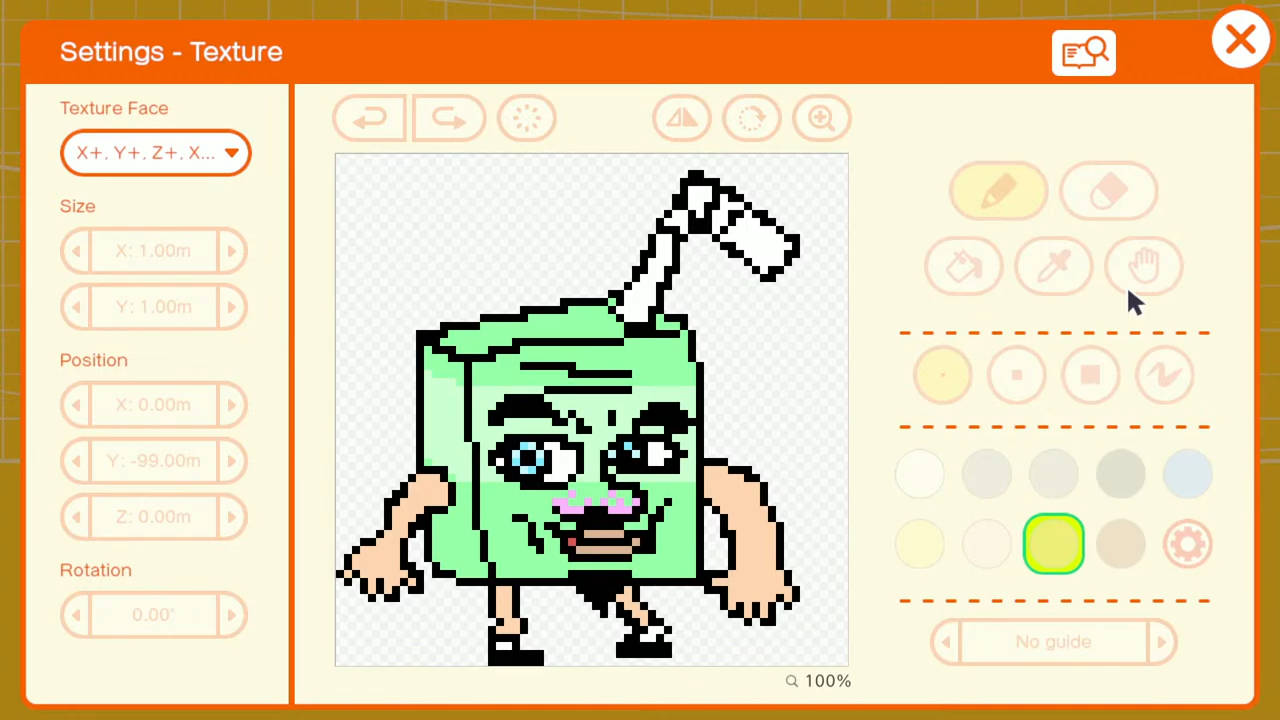 Settings - Texture
Texture Face
X+, Y+, Z+, X...
Size
X: 1.00m
Y: 1.00m
Position
X: 0.00m
Y: -99.00m
Z: 0.00m
Rotation
0.00°
100%
No guide